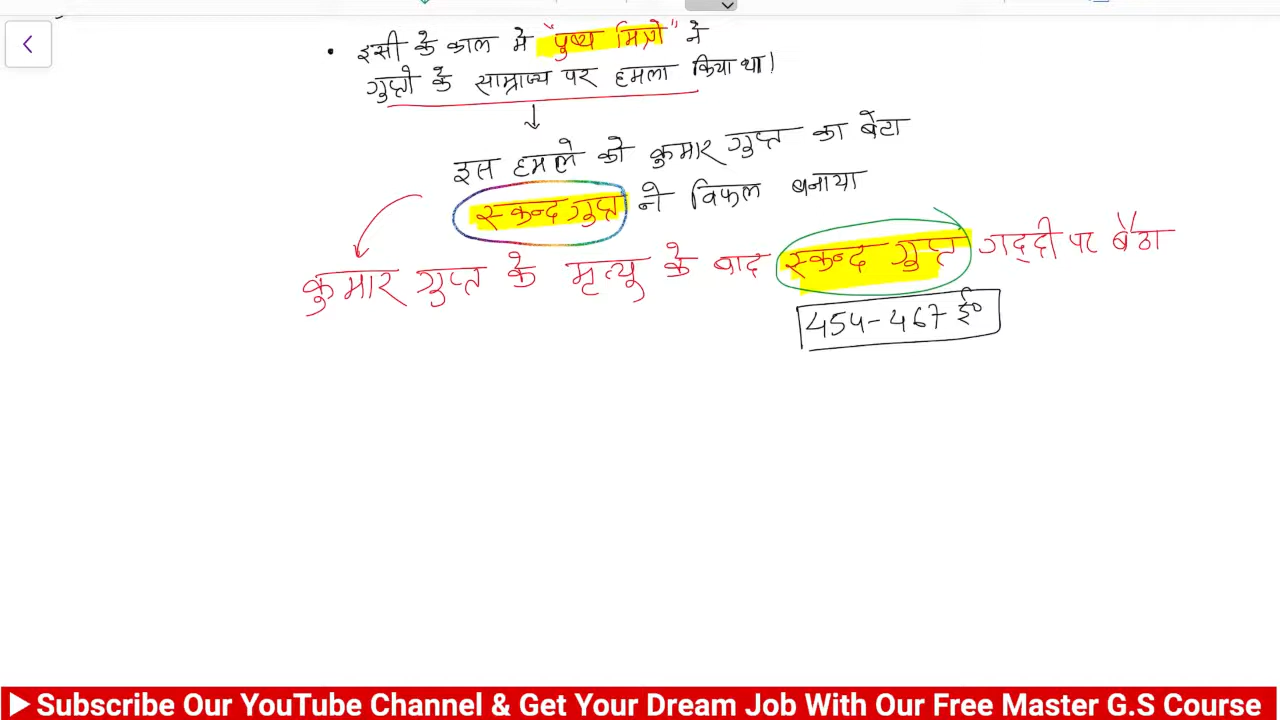 • इसी के काल मे "पुष्य मित्रो" ने
गुप्तो के साम्राज्य पर हमला किया था।
इस हमले को कुमार गुप्त का बेटा
स्कन्द गुप्त ने विफल बनाया
कुमार गुप्त के मृत्यू के बाद स्कन्द गुप्त गद्दी पर बैठा
454-467 ई०
Subscribe Our YouTube Channel & Get Your Dream Job With Our Free Master G.S Course